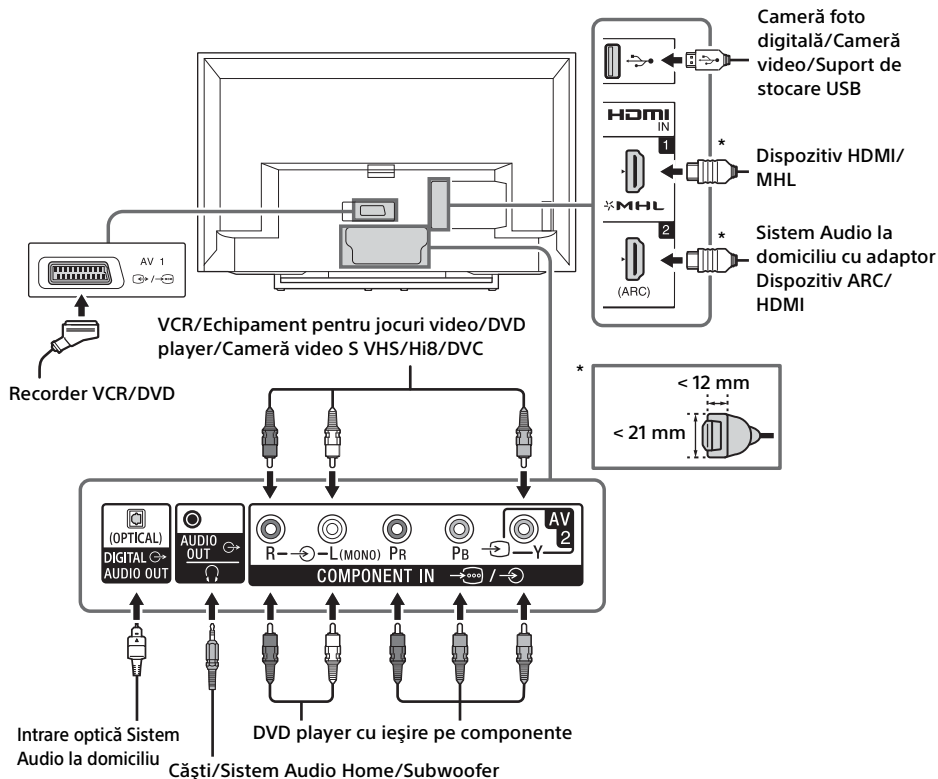 Cameră foto
digitală/Cameră
video/Suport de
stocare USB
HDMI
IN
1
*
Dispozitiv HDMI/
MHL
MHL
2
*
Sistem Audio la
domiciliu cu adaptor
Dispozitiv ARC/
HDMI
(ARC)
AV 1
Recorder VCR/DVD
VCR/Echipament pentru jocuri video/DVD
player/Cameră video S VHS/Hi8/DVC
*
< 12 mm
< 21 mm
(OPTICAL)
DIGITAL
AUDIO OUT
AUDIO
OUT
R L(MONO) PR PB Y
AV
2
COMPONENT IN /
Intrare optică Sistem
Audio la domiciliu
DVD player cu ieşire pe componente
Căşti/Sistem Audio Home/Subwoofer